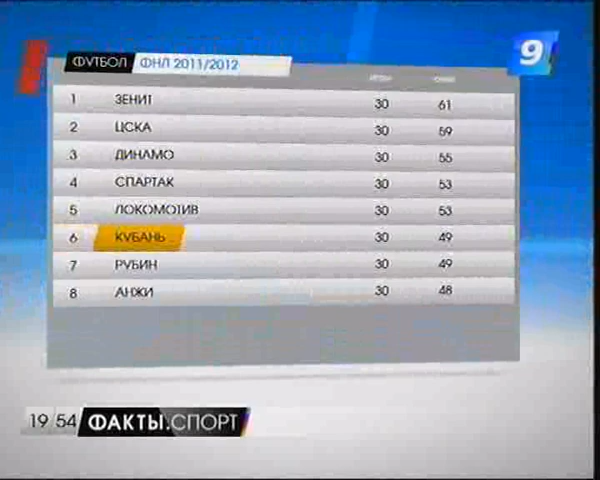 9
ФУТБОЛ ФНЛ 2011/2012
1 ЗЕНИТ 30 61
2 ЦСКА 30 59
3 ДИНАМО 30 55
4 СПАРТАК 30 53
5 ЛОКОМОТИВ 30 53
6 КУБАНЬ 30 49
7 РУБИН 30 49
8 АНЖИ 30 48
19 54 ФАКТЫ.СПОРТ